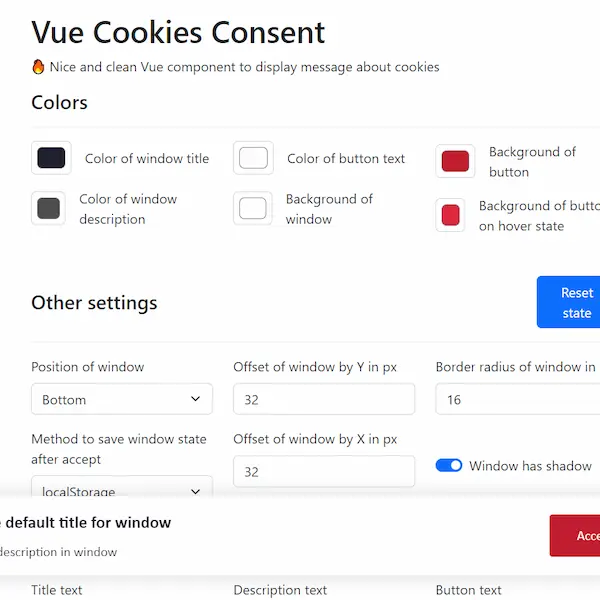 Vue Cookies Consent
🔥 Nice and clean Vue component to display message about cookies
Colors
Color of window title
Color of button text
Background of
button
Color of window
description
Background of
window
Background of butto
on hover state
Other settings
Reset
state
Position of window
Offset of window by Y in px
Border radius of window in
Bottom
32
16
Method to save window state
after accept
Offset of window by X in px
32
Window has shadow
localStorage
default title for window
description in window
Acce
Title text
Description text
Button text